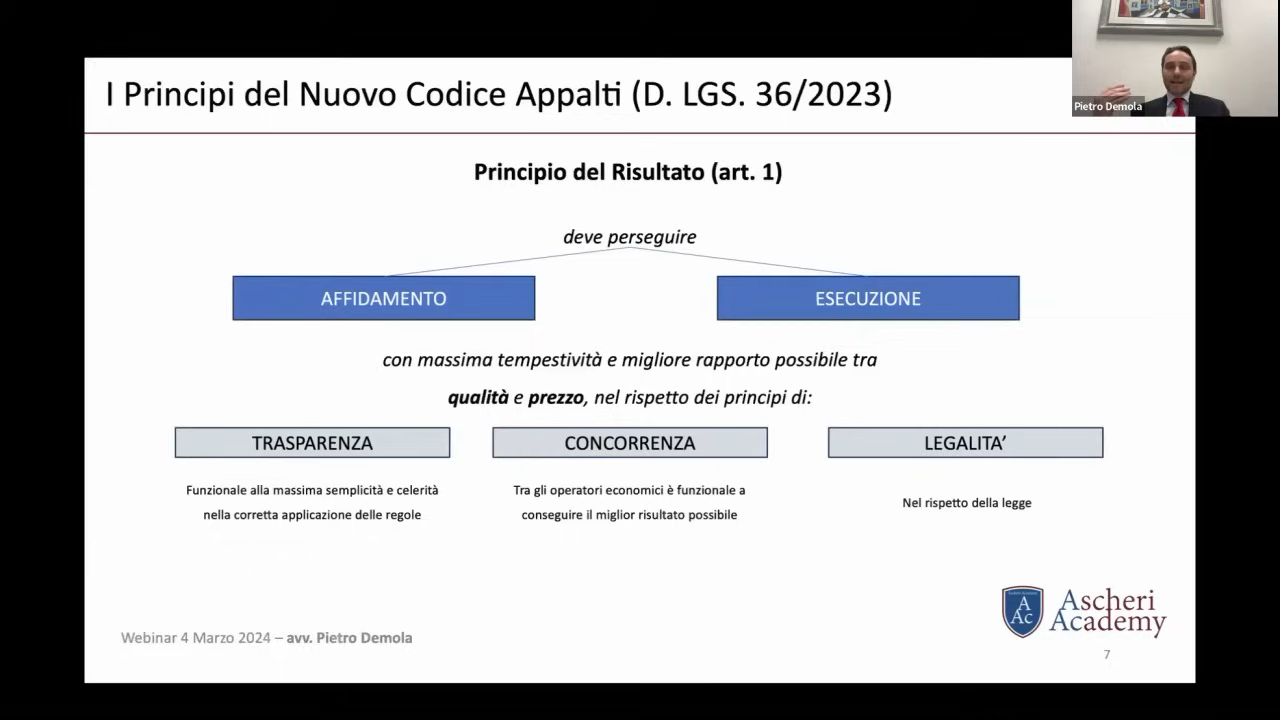 I Principi del Nuovo Codice Appalti (D. LGS. 36/2023)
Pietro Demola
Principio del Risultato (art. 1)
deve perseguire
AFFIDAMENTO
ESECUZIONE
con massima tempestività e migliore rapporto possibile tra
qualità e prezzo, nel rispetto dei principi di:
TRASPARENZA
Funzionale alla massima semplicità e celerità
nella corretta applicazione delle regole
CONCORRENZA
Tra gli operatori economici è funzionale a
conseguire il miglior risultato possibile
LEGALITA’
Nel rispetto della legge
Webinar 4 Marzo 2024 – avv. Pietro Demola
A
Ac
Ascheri
Academy
7